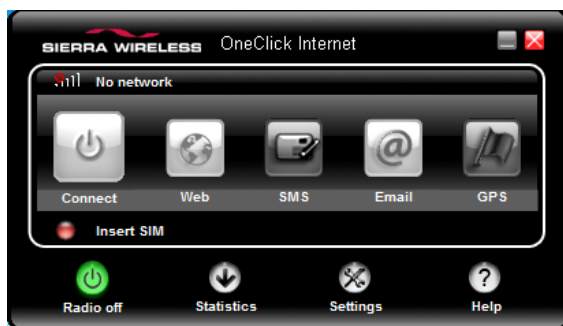 SIERRA WIRELESS OneClick Internet
No network
Connect Web SMS Email GPS
Insert SIM
Radio off Statistics Settings Help